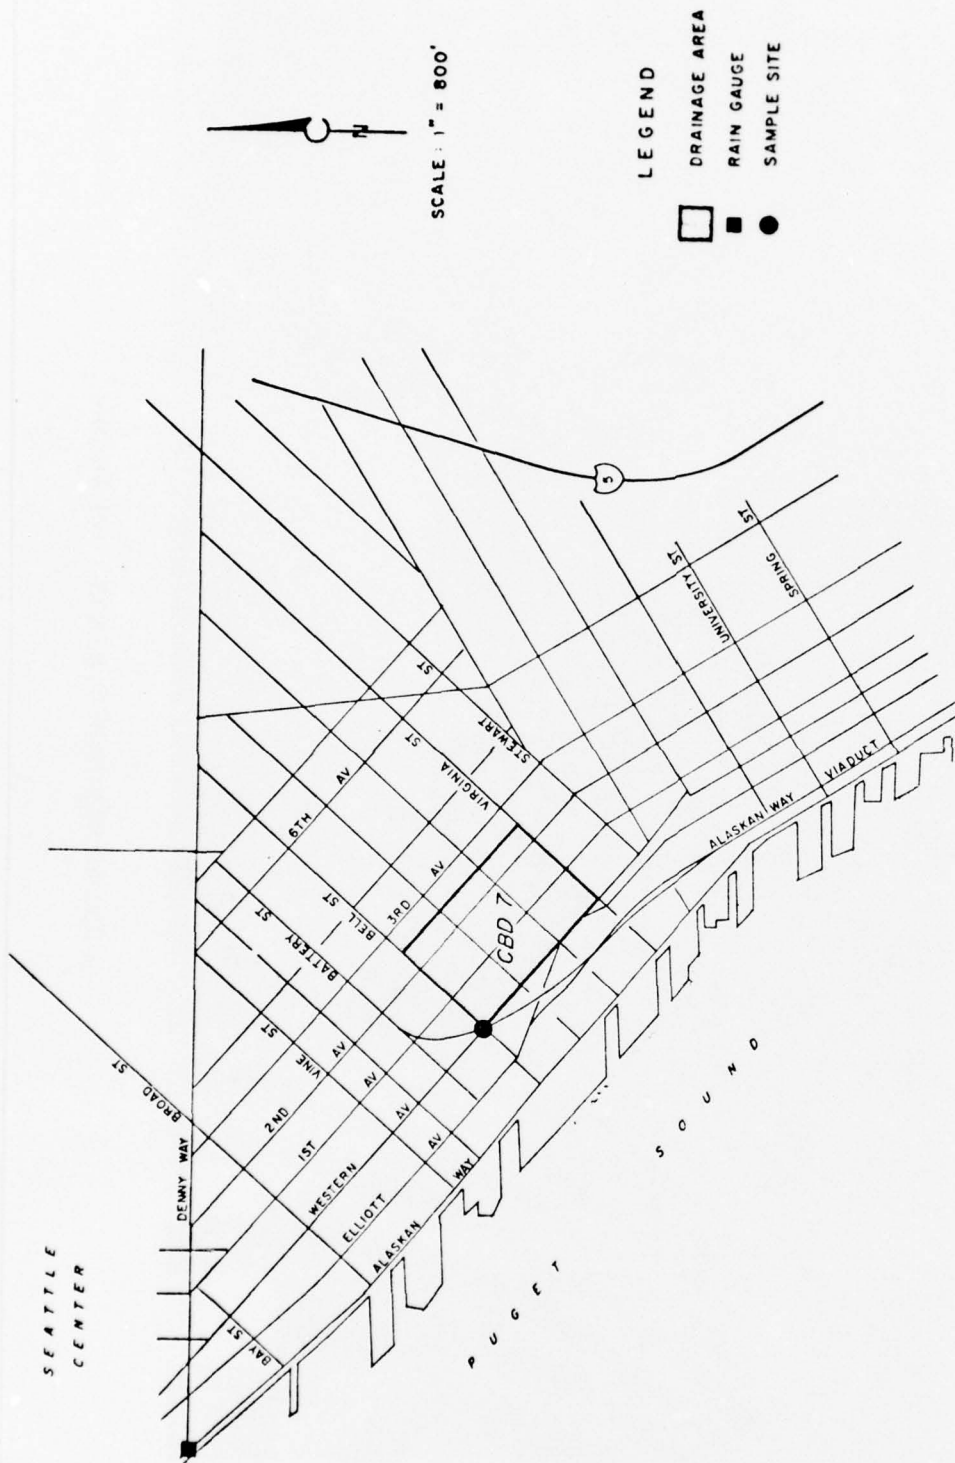 SEATTLE
CENTER
DENNY WAY
BROAD ST
BAY ST
VINE ST
BATTERY ST
BELL ST
VIRGINIA ST
STEWART ST
6TH AV
3RD AV
2ND AV
1ST AV
WESTERN AV
ELLIOTT AV
ALASKAN WAY
CBD 7
ALASKAN WAY VIADUCT
UNIVERSITY ST
SPRING ST
5
PUGET SOUND
N
SCALE: 1" = 800'
LEGEND
DRAINAGE AREA
RAIN GAUGE
SAMPLE SITE